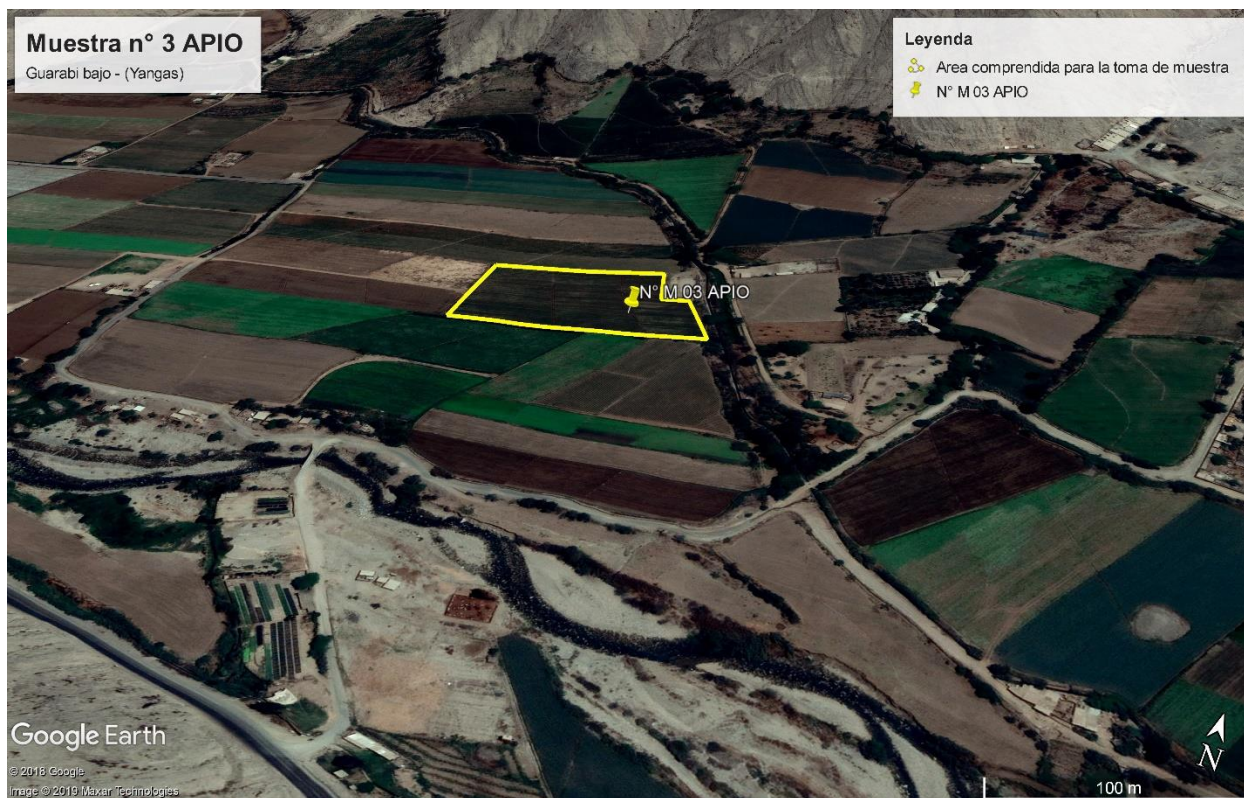 Muestra n° 3 APIO
Guarabi bajo - (Yangas)
Leyenda
Area comprendida para la toma de muestra
N° M 03 APIO
N° M 03 APIO
Google Earth
© 2018 Google
Image © 2019 Maxar Technologies
N
100 m